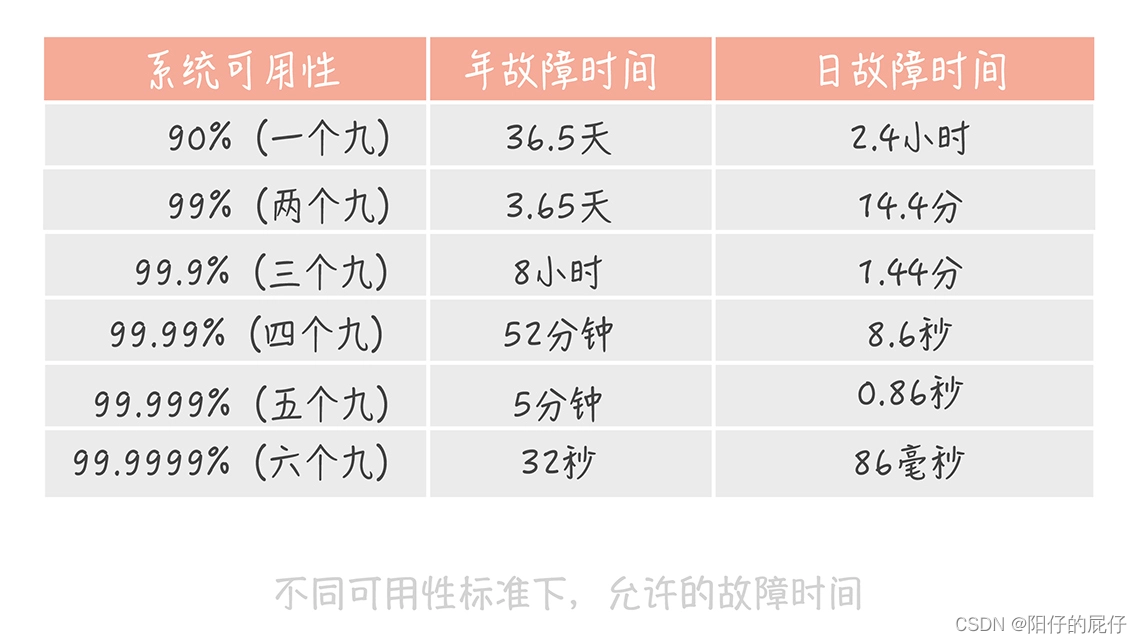 系统可用性 年故障时间 日故障时间
90% (一个九) 36.5天 2.4小时
99% (两个九) 3.65天 14.4分
99.9% (三个九) 8小时 1.44分
99.99% (四个九) 52分钟 8.6秒
99.999% (五个九) 5分钟 0.86秒
99.9999% (六个九) 32秒 86毫秒
不同可用性标准下，允许的故障时间
CSDN @阳仔的屁仔